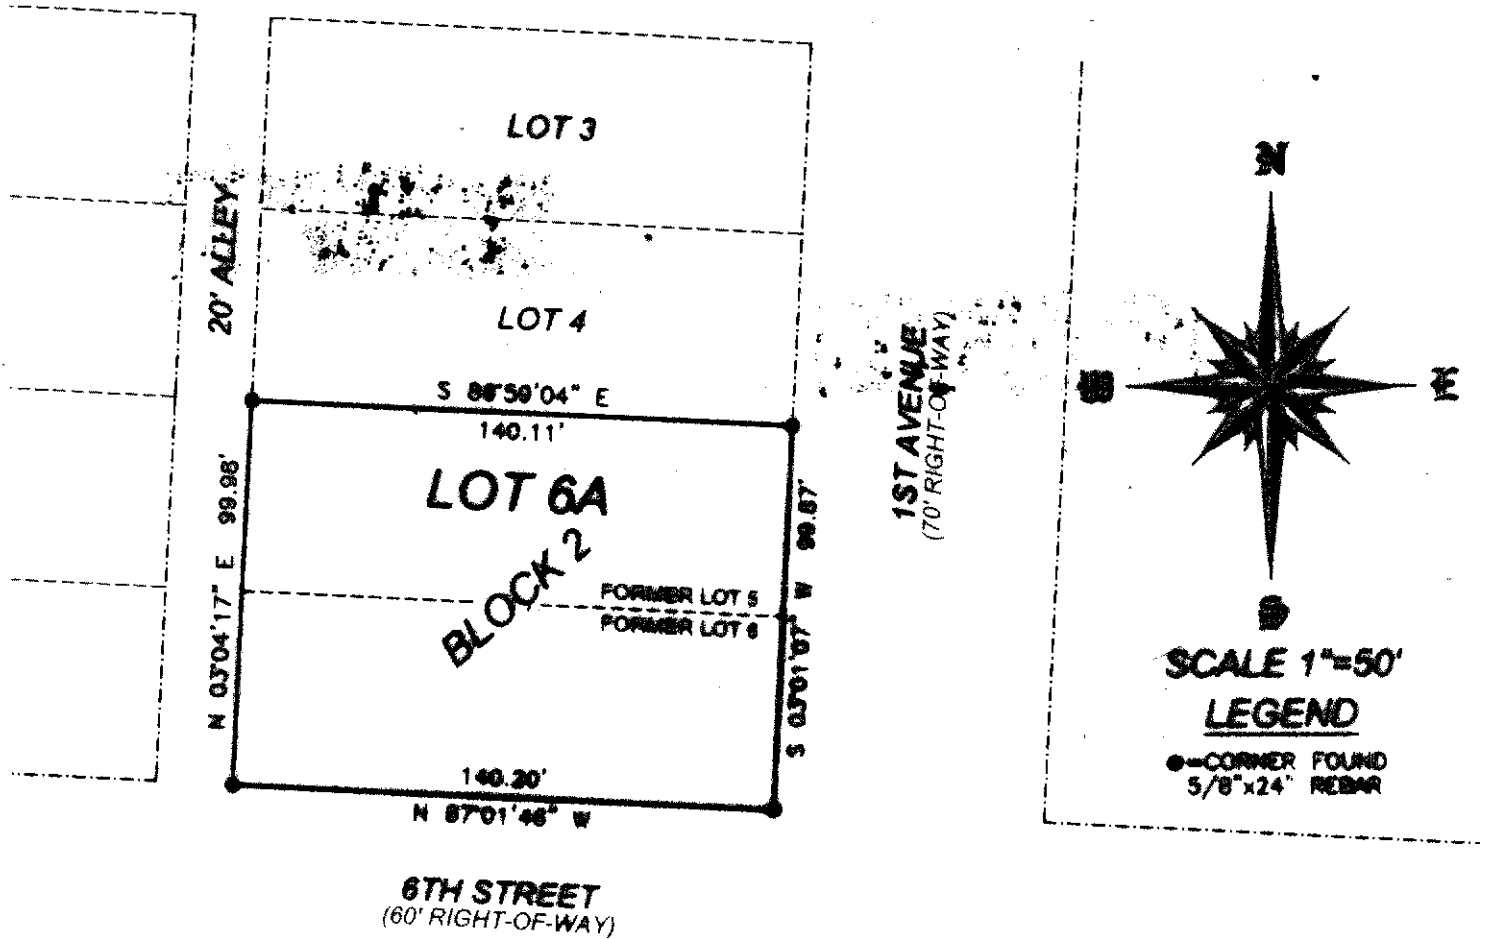 LOT 3
20' ALLEY
LOT 4
1ST AVENUE
(70' RIGHT-OF-WAY)
N
E
S 86°59'04" E
140.11'
LOT 6A
BLOCK 2
N 03°04'17" E 99.98'
S 03°01'07" W 99.87'
FORMER LOT 5
FORMER LOT 6
140.20'
N 87°01'46" W
6TH STREET
(60' RIGHT-OF-WAY)
SCALE 1"=50'
LEGEND
●=CORNER FOUND
5/8"x24" REBAR